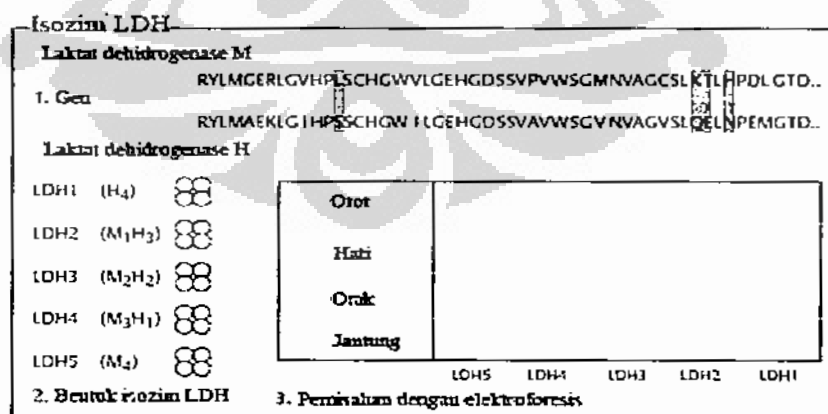 Isozim LDH
Laktat dehidrogenase M
RYLMGERLGVHPLSCHGWVLGEHGDSSVPVWSGMNVAGCSLKTLHPDLGTD..
1. Gen
RYLMAEKLGIHPSSCHGWILGEHGDSSVAVWSGVNVAGVSLQELNPEMGTD..
Laktat dehidrogenase H
LDH1 (H4)
LDH2 (M1H3)
LDH3 (M2H2)
LDH4 (M3H1)
LDH5 (M4)
Otot
Hati
Otak
Jantung
LDH5 LDH4 LDH3 LDH2 LDH1
2. Bentuk isozim LDH
3. Pemisahan dengan elektroforesis